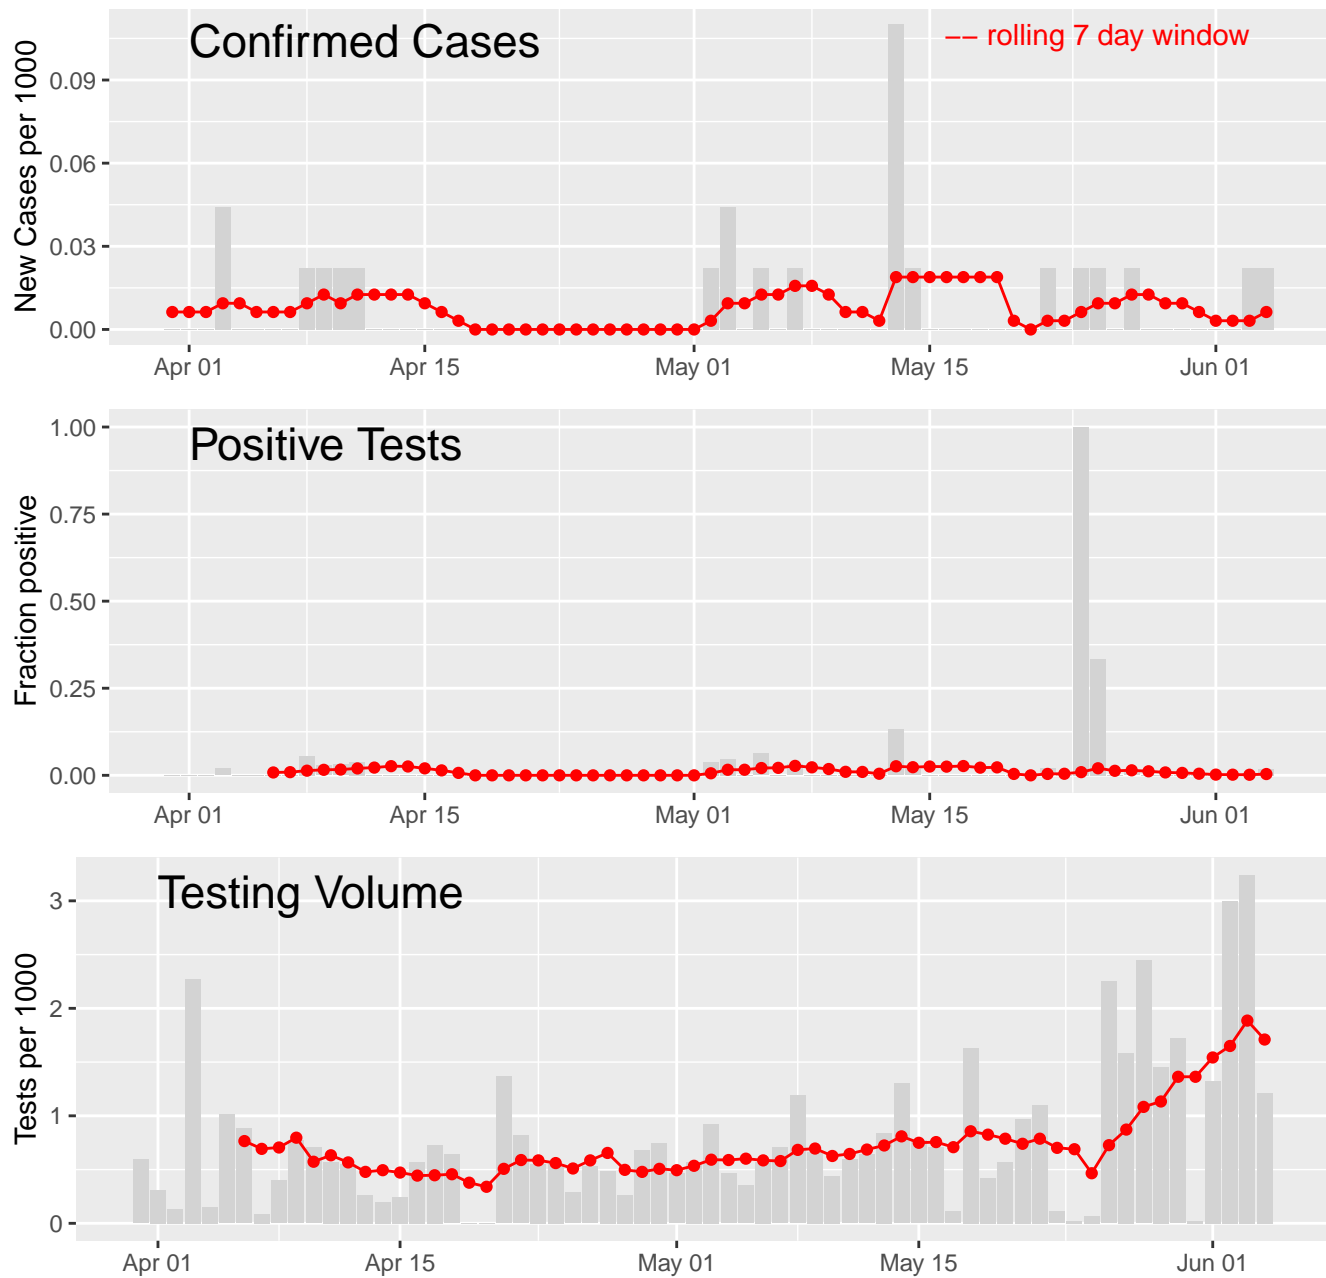 Confirmed Cases
-- rolling 7 day window
New Cases per 1000
0.09
0.06
0.03
0.00
Apr 01 Apr 15 May 01 May 15 Jun 01
Positive Tests
Fraction positive
1.00
0.75
0.50
0.25
0.00
Apr 01 Apr 15 May 01 May 15 Jun 01
Testing Volume
Tests per 1000
3
2
1
0
Apr 01 Apr 15 May 01 May 15 Jun 01